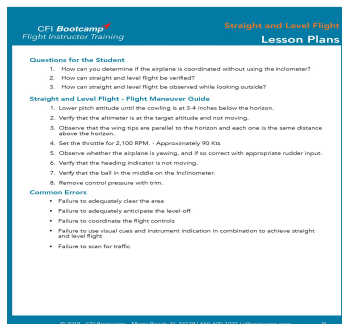 CFI Bootcamp
Flight Instructor Training
Straight and Level Flight
Lesson Plans
Questions for the Student
1. How can you determine if the airplane is coordinated without using the inclometer?
2. How can straight and level flight be verified?
3. How can straight and level flight be observed while looking outside?
Straight and Level Flight - Flight Maneuver Guide
1. Lower pitch attitude until the cowling is at 3-4 inches below the horizon.
2. Verify that the altimeter is at the target altitude and not moving.
3. Observe that the wing tips are parallel to the horizon and each one is the same distance
above the horizon.
4. Set the throttle for 2,100 RPM. - Approximately 90 Kts
5. Observe whether the airplane is yawing, and if so correct with appropriate rudder input.
6. Verify that the heading indicator is not moving.
7. Verify that the ball in the middle on the Inclinometer.
8. Remove control pressure with trim.
Common Errors
• Failure to adequately clear the area
• Failure to adequately anticipate the level-off
• Failure to coordinate the flight controls
• Failure to use visual cues and instrument indication in combination to achieve straight
and level flight
• Failure to scan for traffic